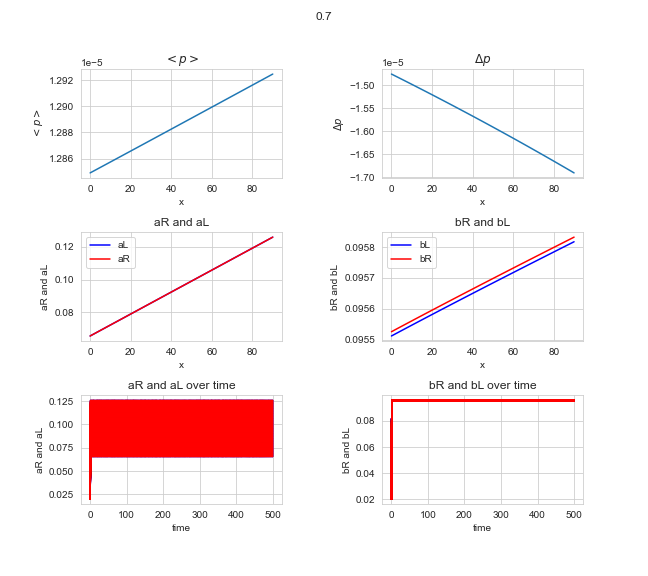 0.7
<p>
1e−5
1.292
1.290
1.288
1.286
<p>
0 20 40 60 80
x
Δp
1e−5
−1.50
−1.55
−1.60
−1.65
−1.70
Δp
0 20 40 60 80
x
aR and aL
0.12
0.10
0.08
aR and aL
aL
aR
0 20 40 60 80
x
bR and bL
0.0958
0.0957
0.0956
0.0955
bR and bL
bL
bR
0 20 40 60 80
x
aR and aL over time
0.125
0.100
0.075
0.050
0.025
aR and aL
0 100 200 300 400 500
time
bR and bL over time
0.08
0.06
0.04
0.02
bR and bL
0 100 200 300 400 500
time